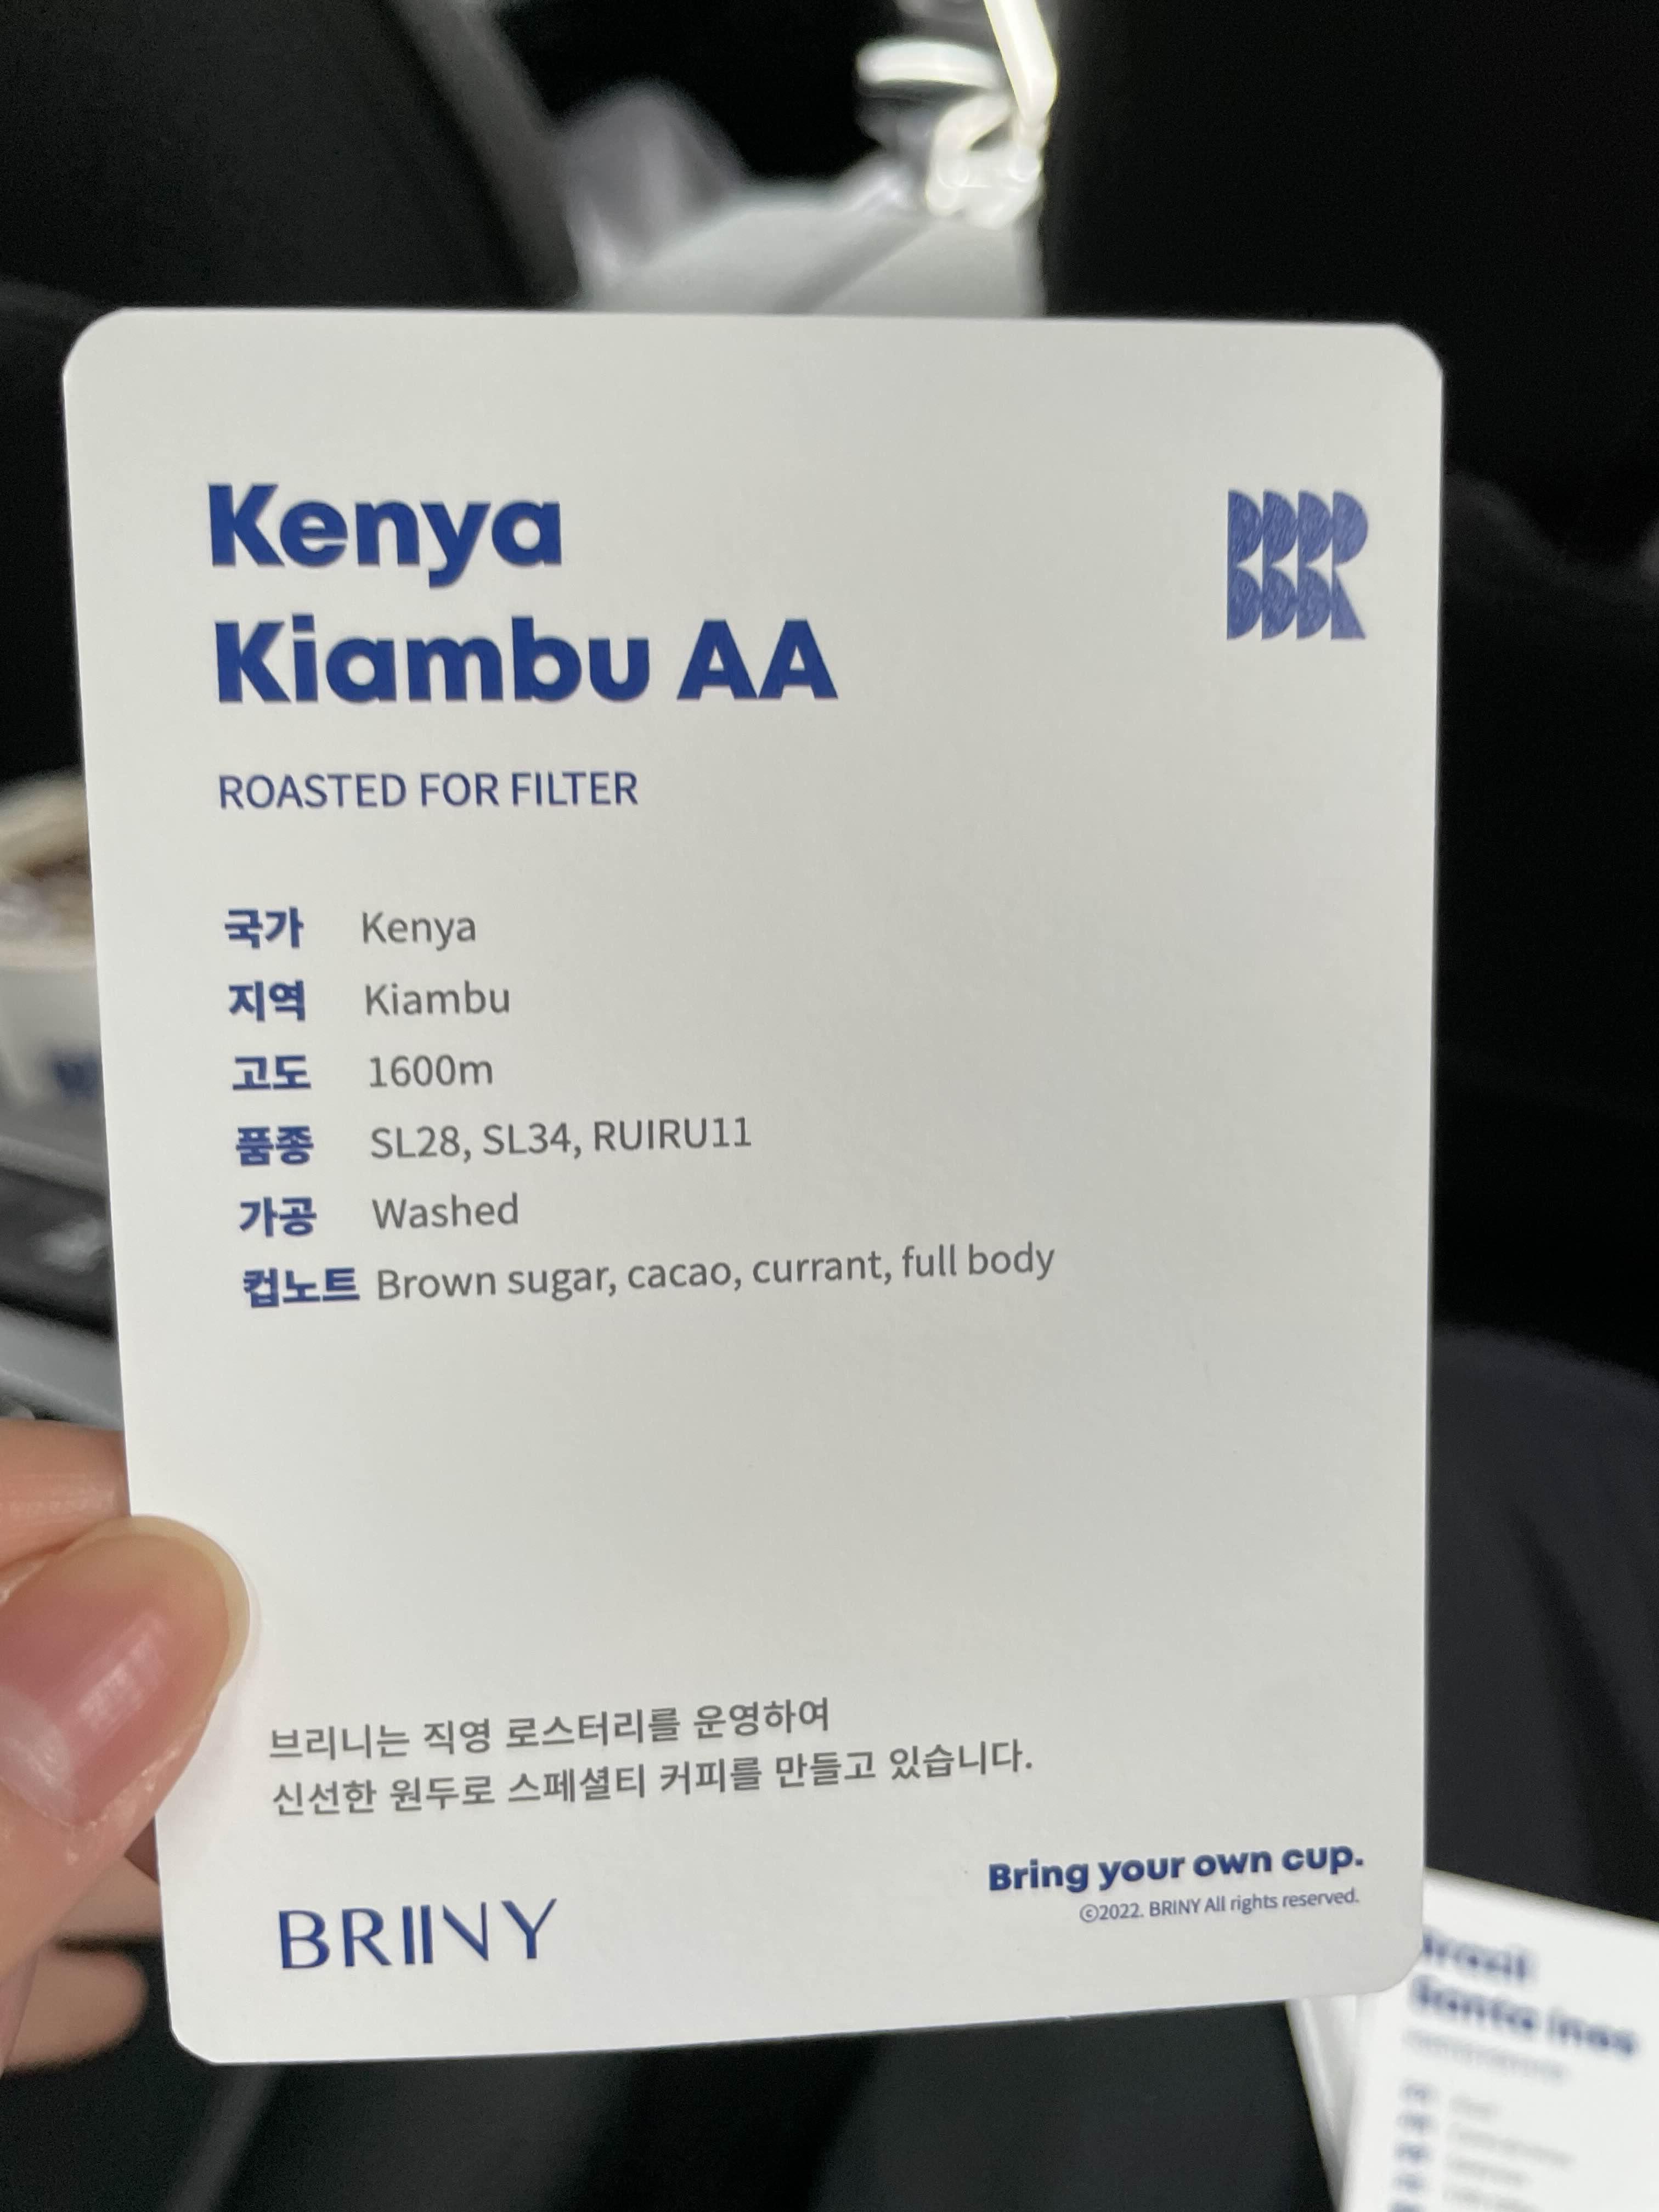 Kenya
Kiambu AA
ROASTED FOR FILTER
국가 Kenya
지역 Kiambu
고도 1600m
품종 SL28, SL34, RUIRU11
가공 Washed
컵노트 Brown sugar, cacao, currant, full body
브리니는 직영 로스터리를 운영하여
신선한 원두로 스페셜티 커피를 만들고 있습니다.
BRIINY
Bring your own cup.
©2022. BRINY All rights reserved.
Brasil
Santa ines